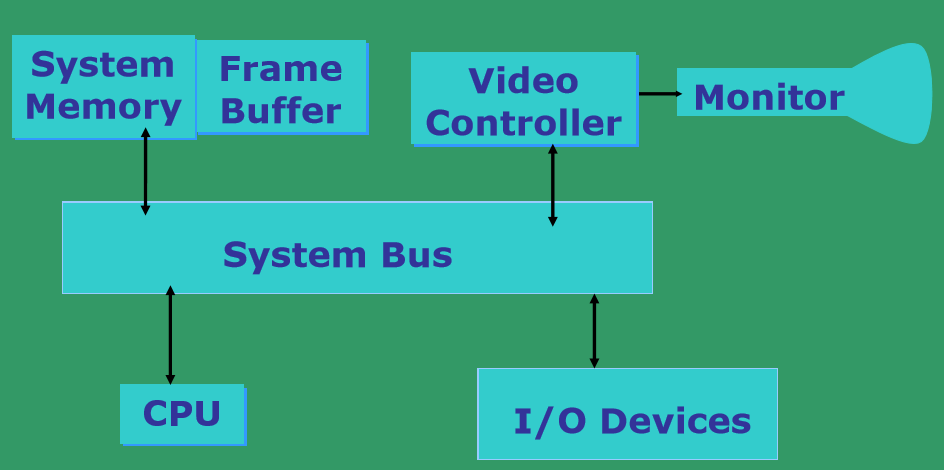 System
Memory
Frame
Buffer
Video
Controller
Monitor
System Bus
CPU
I/O Devices